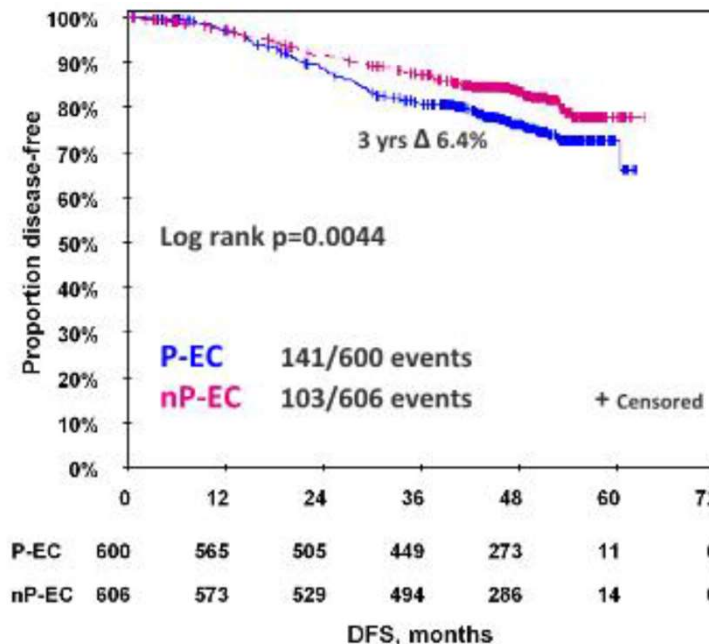 Proportion disease-free
100%
90%
80%
70%
60%
50%
40%
30%
20%
10%
0%
3 yrs Δ 6.4%
Log rank p=0.0044
P-EC 141/600 events
nP-EC 103/606 events
+ Censored
0 12 24 36 48 60
P-EC 600 565 505 449 273 11
nP-EC 606 573 529 494 286 14
DFS, months